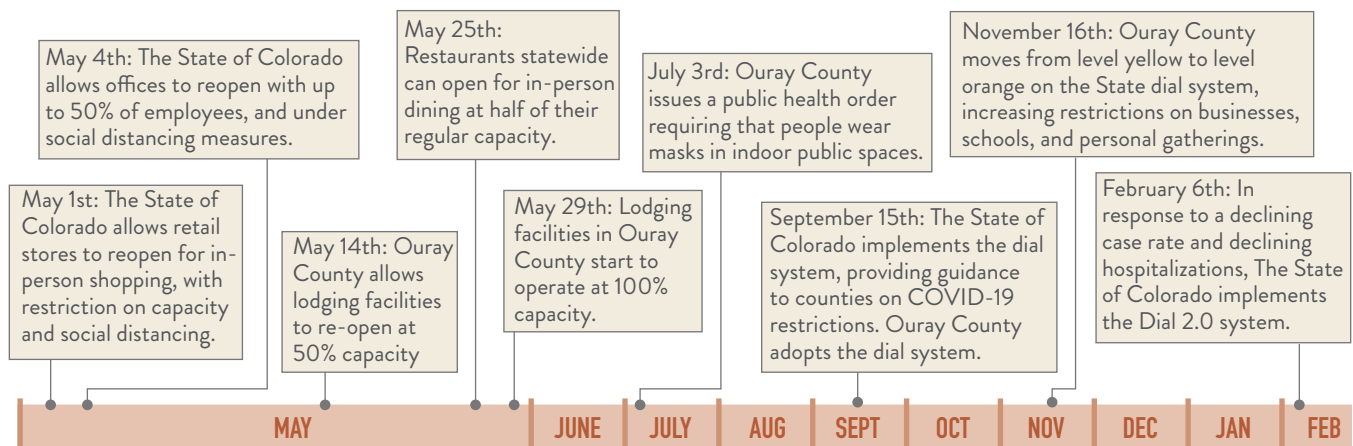 May 4th: The State of Colorado
allows offices to reopen with up
to 50% of employees, and under
social distancing measures.
May 25th:
Restaurants statewide
can open for in-person
dining at half of their
regular capacity.
July 3rd: Ouray County
issues a public health order
requiring that people wear
masks in indoor public spaces.
November 16th: Ouray County
moves from level yellow to level
orange on the State dial system,
increasing restrictions on businesses,
schools, and personal gatherings.
May 1st: The State of
Colorado allows retail
stores to reopen for in-
person shopping, with
restriction on capacity
and social distancing.
May 14th: Ouray
County allows
lodging facilities
to re-open at
50% capacity
May 29th: Lodging
facilities in Ouray
County start to
operate at 100%
capacity.
September 15th: The State of
Colorado implements the dial
system, providing guidance
to counties on COVID-19
restrictions. Ouray County
adopts the dial system.
February 6th: In
response to a declining
case rate and declining
hospitalizations, The State
of Colorado implements
the Dial 2.0 system.
MAY JUNE JULY AUG SEPT OCT NOV DEC JAN FEB